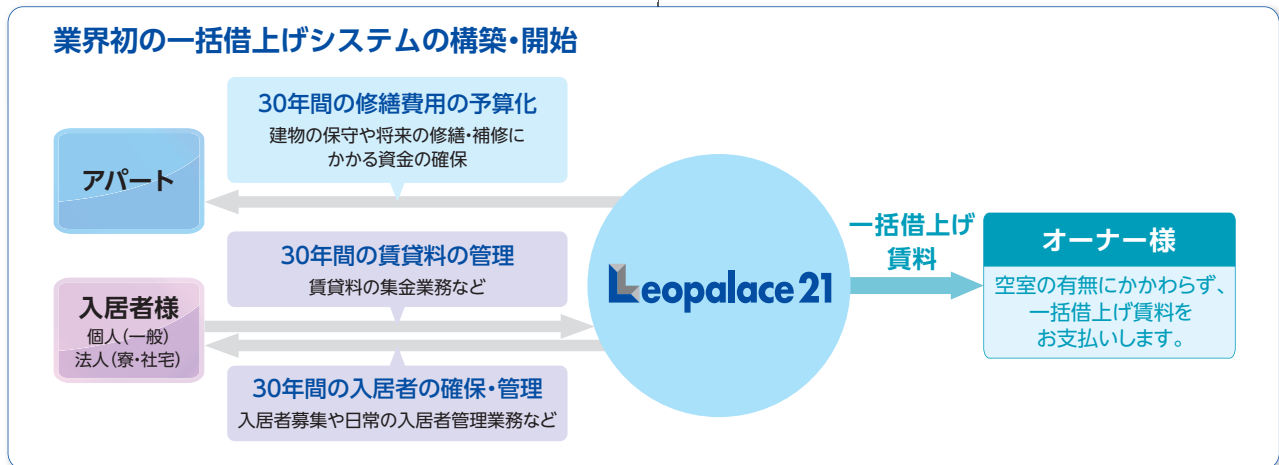 業界初の一括借上げシステムの構築・開始
30年間の修繕費用の予算化
建物の保守や将来の修繕・補修に
かかる資金の確保
アパート
30年間の賃貸料の管理
賃貸料の集金業務など
入居者様
個人(一般)
法人(寮・社宅)
30年間の入居者の確保・管理
入居者募集や日常の入居者管理業務など
Leopalace21
一括借上げ
賃料
オーナー様
空室の有無にかかわらず、
一括借上げ賃料を
お支払いします。